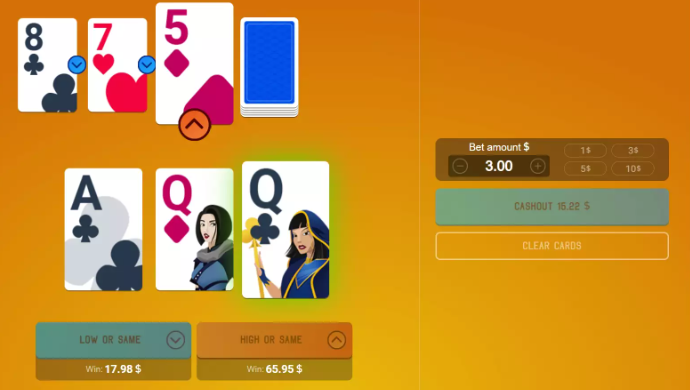 8
7
5
Bet amount $
3.00
1$
3$
5$
10$
A
Q
Q
CASHOUT 15.22 $
CLEAR CARDS
LOW OR SAME
HIGH OR SAME
Win: 17.98 $
Win: 65.95 $